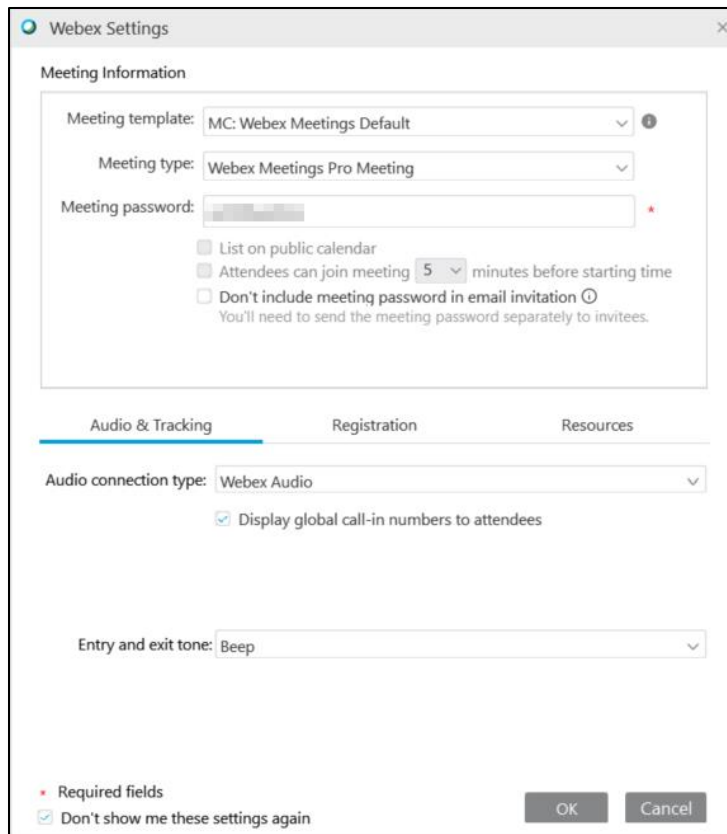 Webex Settings
Meeting Information
Meeting template: MC: Webex Meetings Default
Meeting type: Webex Meetings Pro Meeting
Meeting password: *
List on public calendar
Attendees can join meeting 5 minutes before starting time
Don't include meeting password in email invitation
You'll need to send the meeting password separately to invitees.
Audio & Tracking Registration Resources
Audio connection type: Webex Audio
Display global call-in numbers to attendees
Entry and exit tone: Beep
* Required fields
Don't show me these settings again OK Cancel